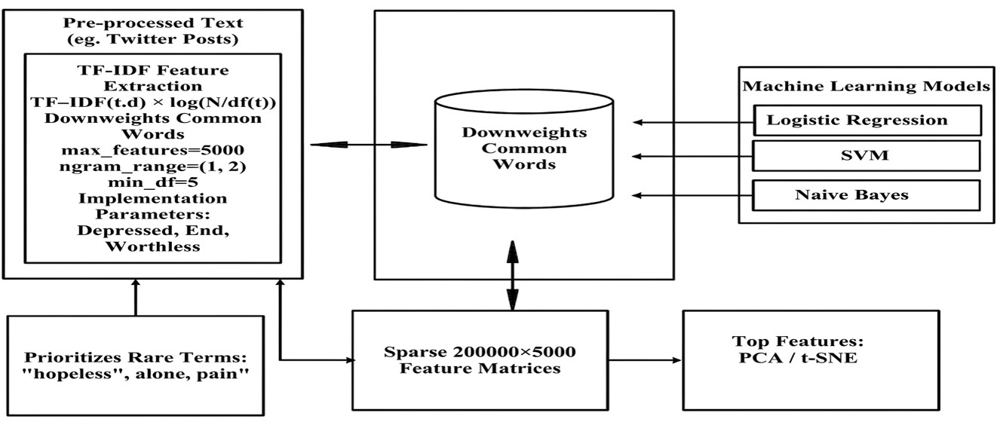 Pre-processed Text
(eg. Twitter Posts)
TF-IDF Feature
Extraction
TF–IDF(t.d) × log(N/df(t))
Downweights Common
Words
max_features=5000
ngram_range=(1, 2)
min_df=5
Implementation
Parameters:
Depressed, End,
Worthless
Downweights
Common
Words
Machine Learning Models
Logistic Regression
SVM
Naive Bayes
Prioritizes Rare Terms:
"hopeless", alone, pain"
Sparse 200000×5000
Feature Matrices
Top Features:
PCA / t-SNE